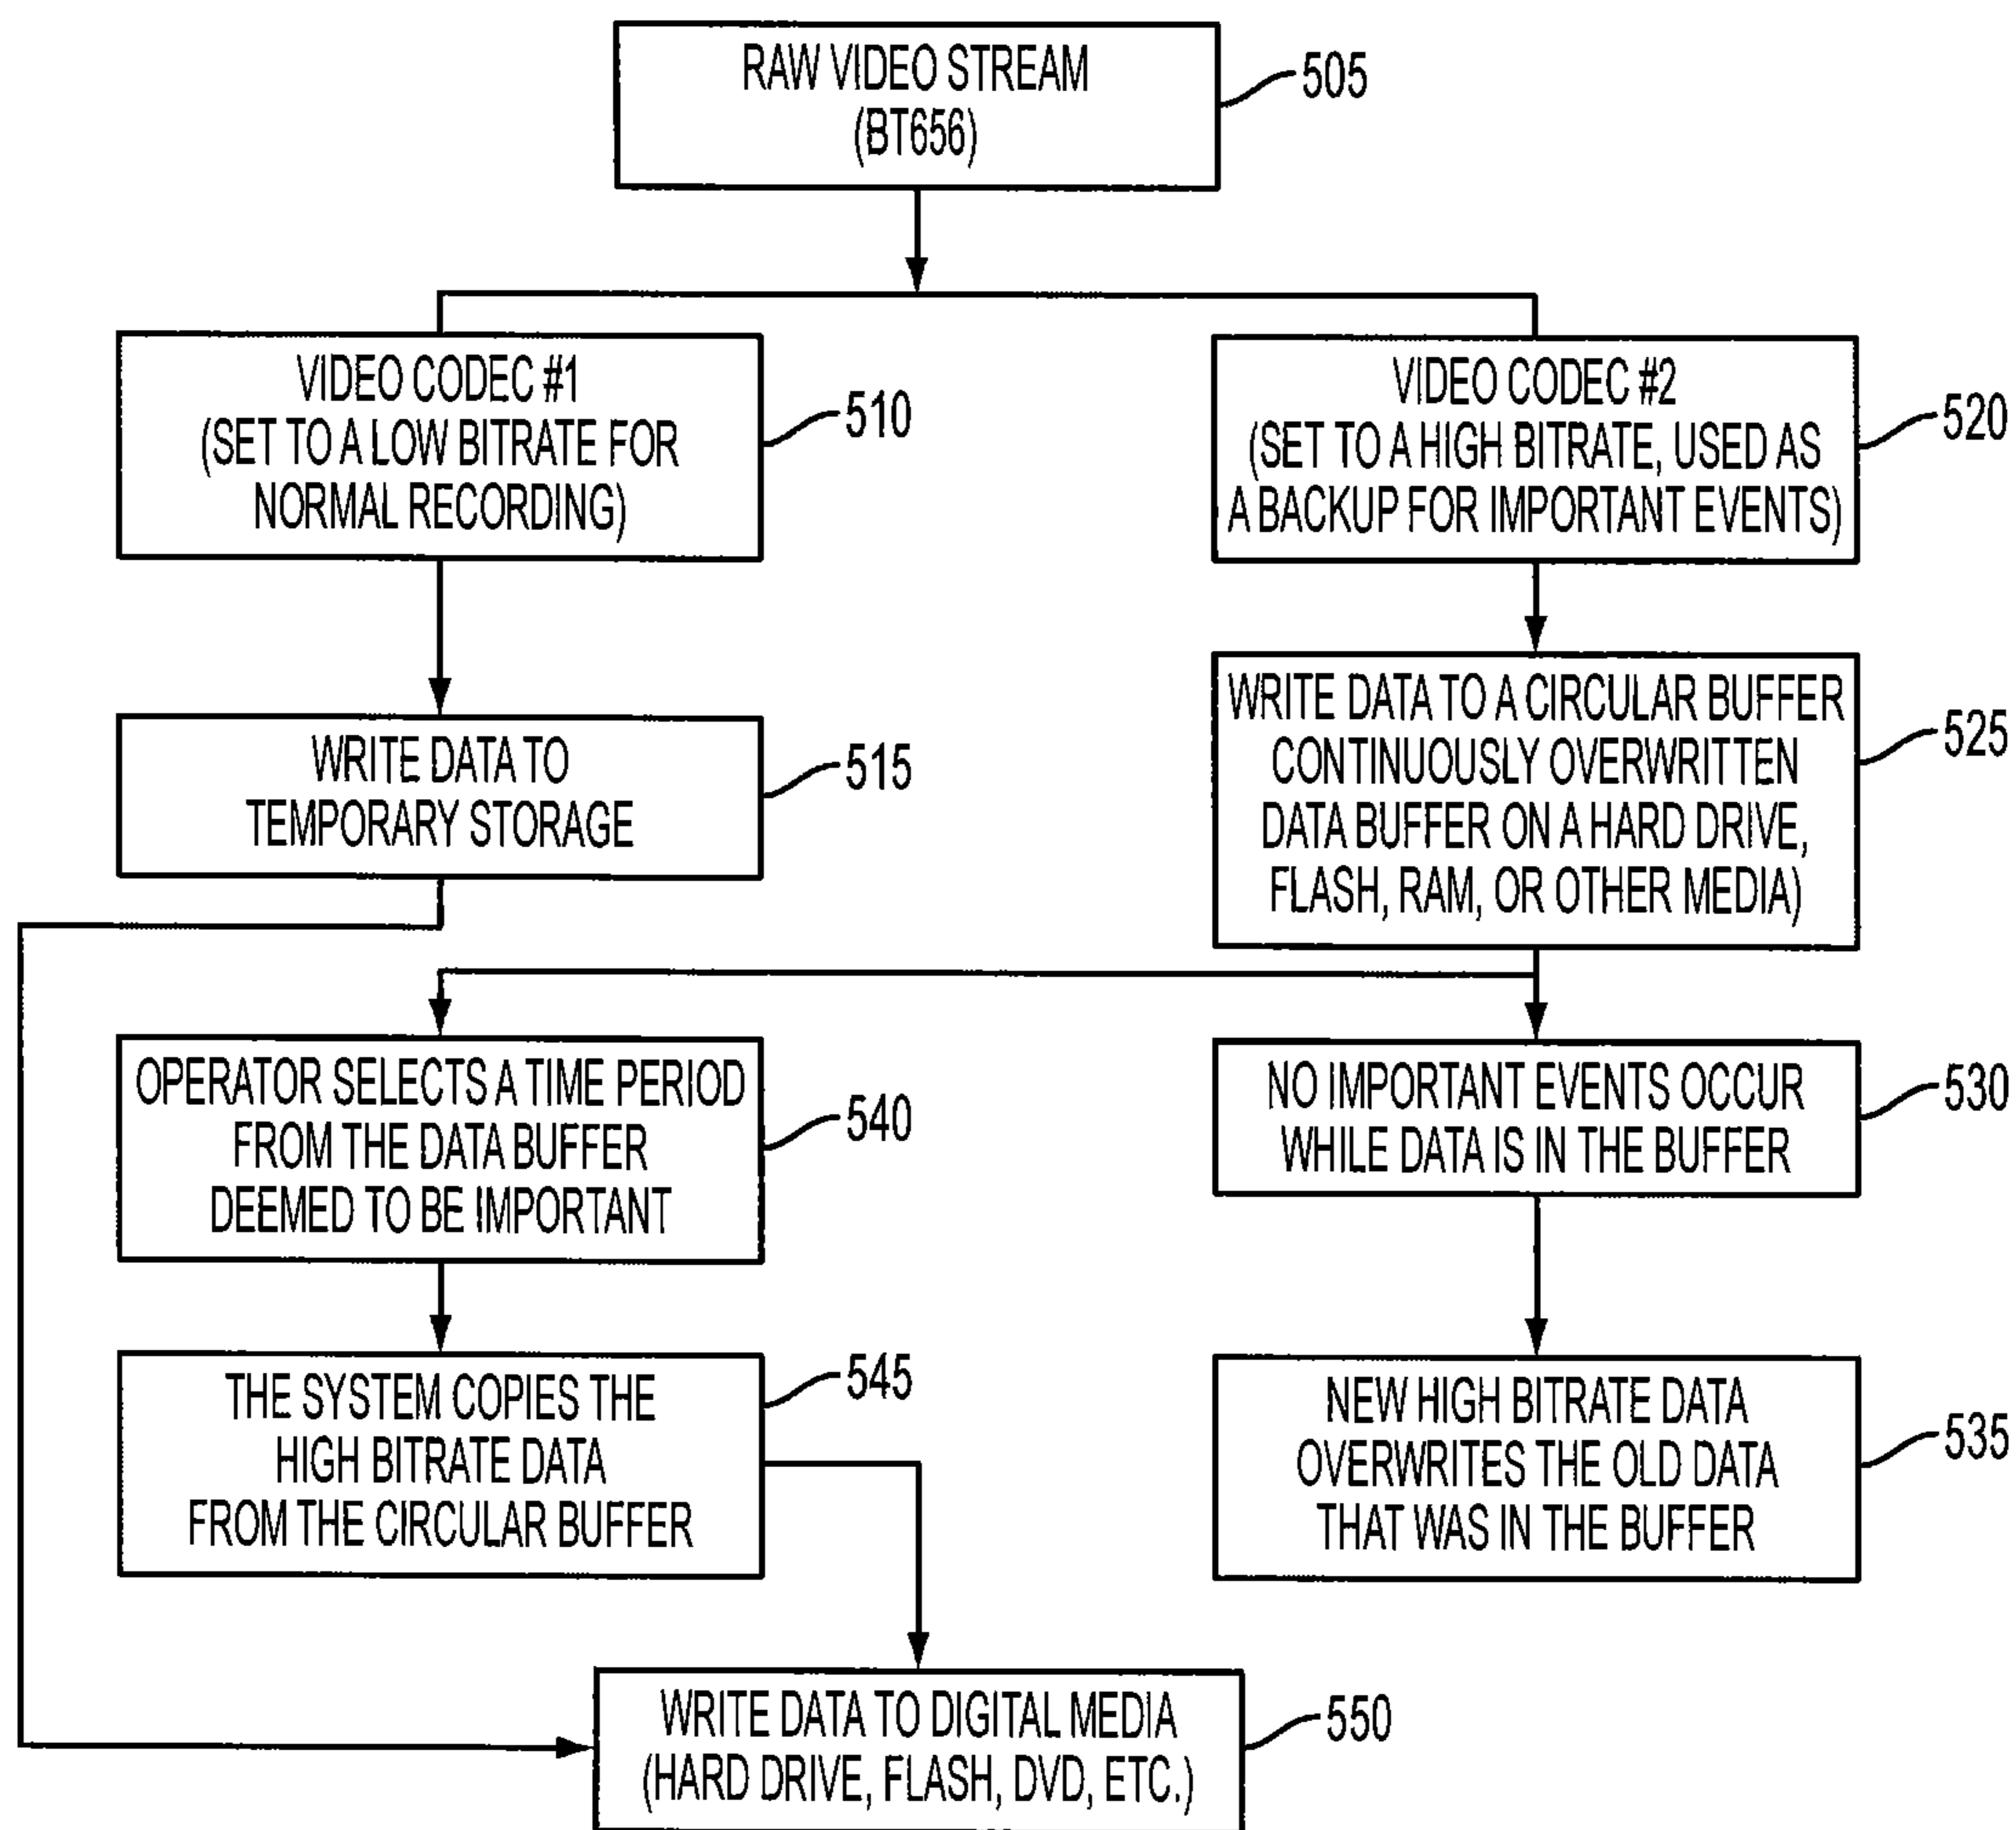 RAW VIDEO STREAM
(BT656)
505
VIDEO CODEC #1
(SET TO A LOW BITRATE FOR
NORMAL RECORDING)
510
VIDEO CODEC #2
(SET TO A HIGH BITRATE, USED AS
A BACKUP FOR IMPORTANT EVENTS)
520
WRITE DATA TO
TEMPORARY STORAGE
515
WRITE DATA TO A CIRCULAR BUFFER
CONTINUOUSLY OVERWRITTEN
DATA BUFFER ON A HARD DRIVE,
FLASH, RAM, OR OTHER MEDIA)
525
OPERATOR SELECTS A TIME PERIOD
FROM THE DATA BUFFER
DEEMED TO BE IMPORTANT
540
NO IMPORTANT EVENTS OCCUR
WHILE DATA IS IN THE BUFFER
530
THE SYSTEM COPIES THE
HIGH BITRATE DATA
FROM THE CIRCULAR BUFFER
545
NEW HIGH BITRATE DATA
OVERWRITES THE OLD DATA
THAT WAS IN THE BUFFER
535
WRITE DATA TO DIGITAL MEDIA
(HARD DRIVE, FLASH, DVD, ETC.)
550